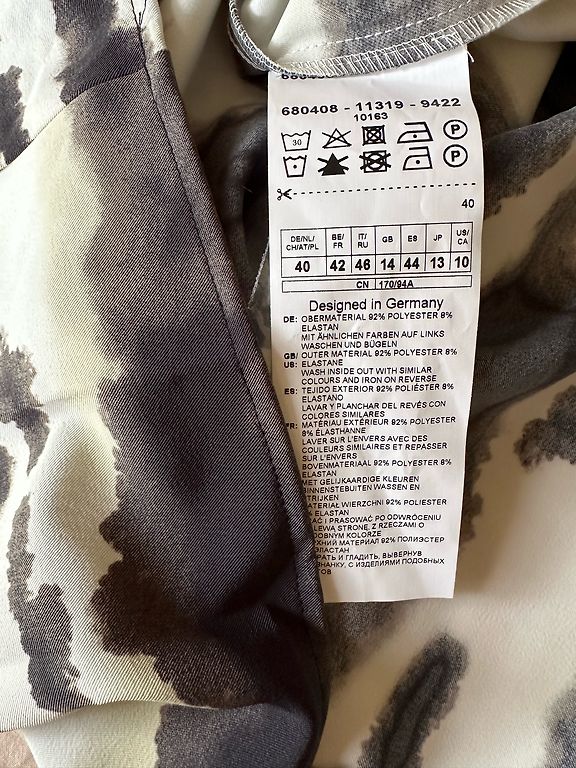 680408 - 11319 - 9422
10163
30 P
P
40
DE/NL/ BE/ IT/ GB ES JP US/
CH/AT/PL FR RU CA
40 42 46 14 44 13 10
CN 170/94A
Designed in Germany
DE: OBERMATERIAL 92% POLYESTER 8%
ELASTAN
MIT ÄHNLICHEN FARBEN AUF LINKS
WASCHEN UND BÜGELN
GB/ OUTER MATERIAL 92% POLYESTER 8%
US: ELASTANE
WASH INSIDE OUT WITH SIMILAR
COLOURS AND IRON ON REVERSE
ES: TEJIDO EXTERIOR 92% POLIÉSTER 8%
ELASTANO
LAVAR Y PLANCHAR DEL REVÉS CON
COLORES SIMILARES
FR: MATÉRIAU EXTÉRIEUR 92% POLYESTER
8% ÉLASTHANNE
LAVER SUR L'ENVERS AVEC DES
COULEURS SIMILAIRES ET REPASSER
SUR L'ENVERS
BOVENMATERIAAL 92% POLYESTER 8%
ELASTAN
MET GELIJKAARDIGE KLEUREN
BINNENSTEBUITEN WASSEN EN
STRIJKEN
MATERIAŁ WIERZCHNI 92% POLIESTER
8% ELASTAN
I PRASOWAĆ PO ODWRÓCENIU
LEWĄ STRONĘ, Z RZECZAMI O
KOLORZE
МАТЕРИАЛ 92% ПОЛИЭСТЕР
И ГЛАДИТЬ, ВЫВЕРНУВ
С ИЗДЕЛИЯМИ ПОДОБНЫХ